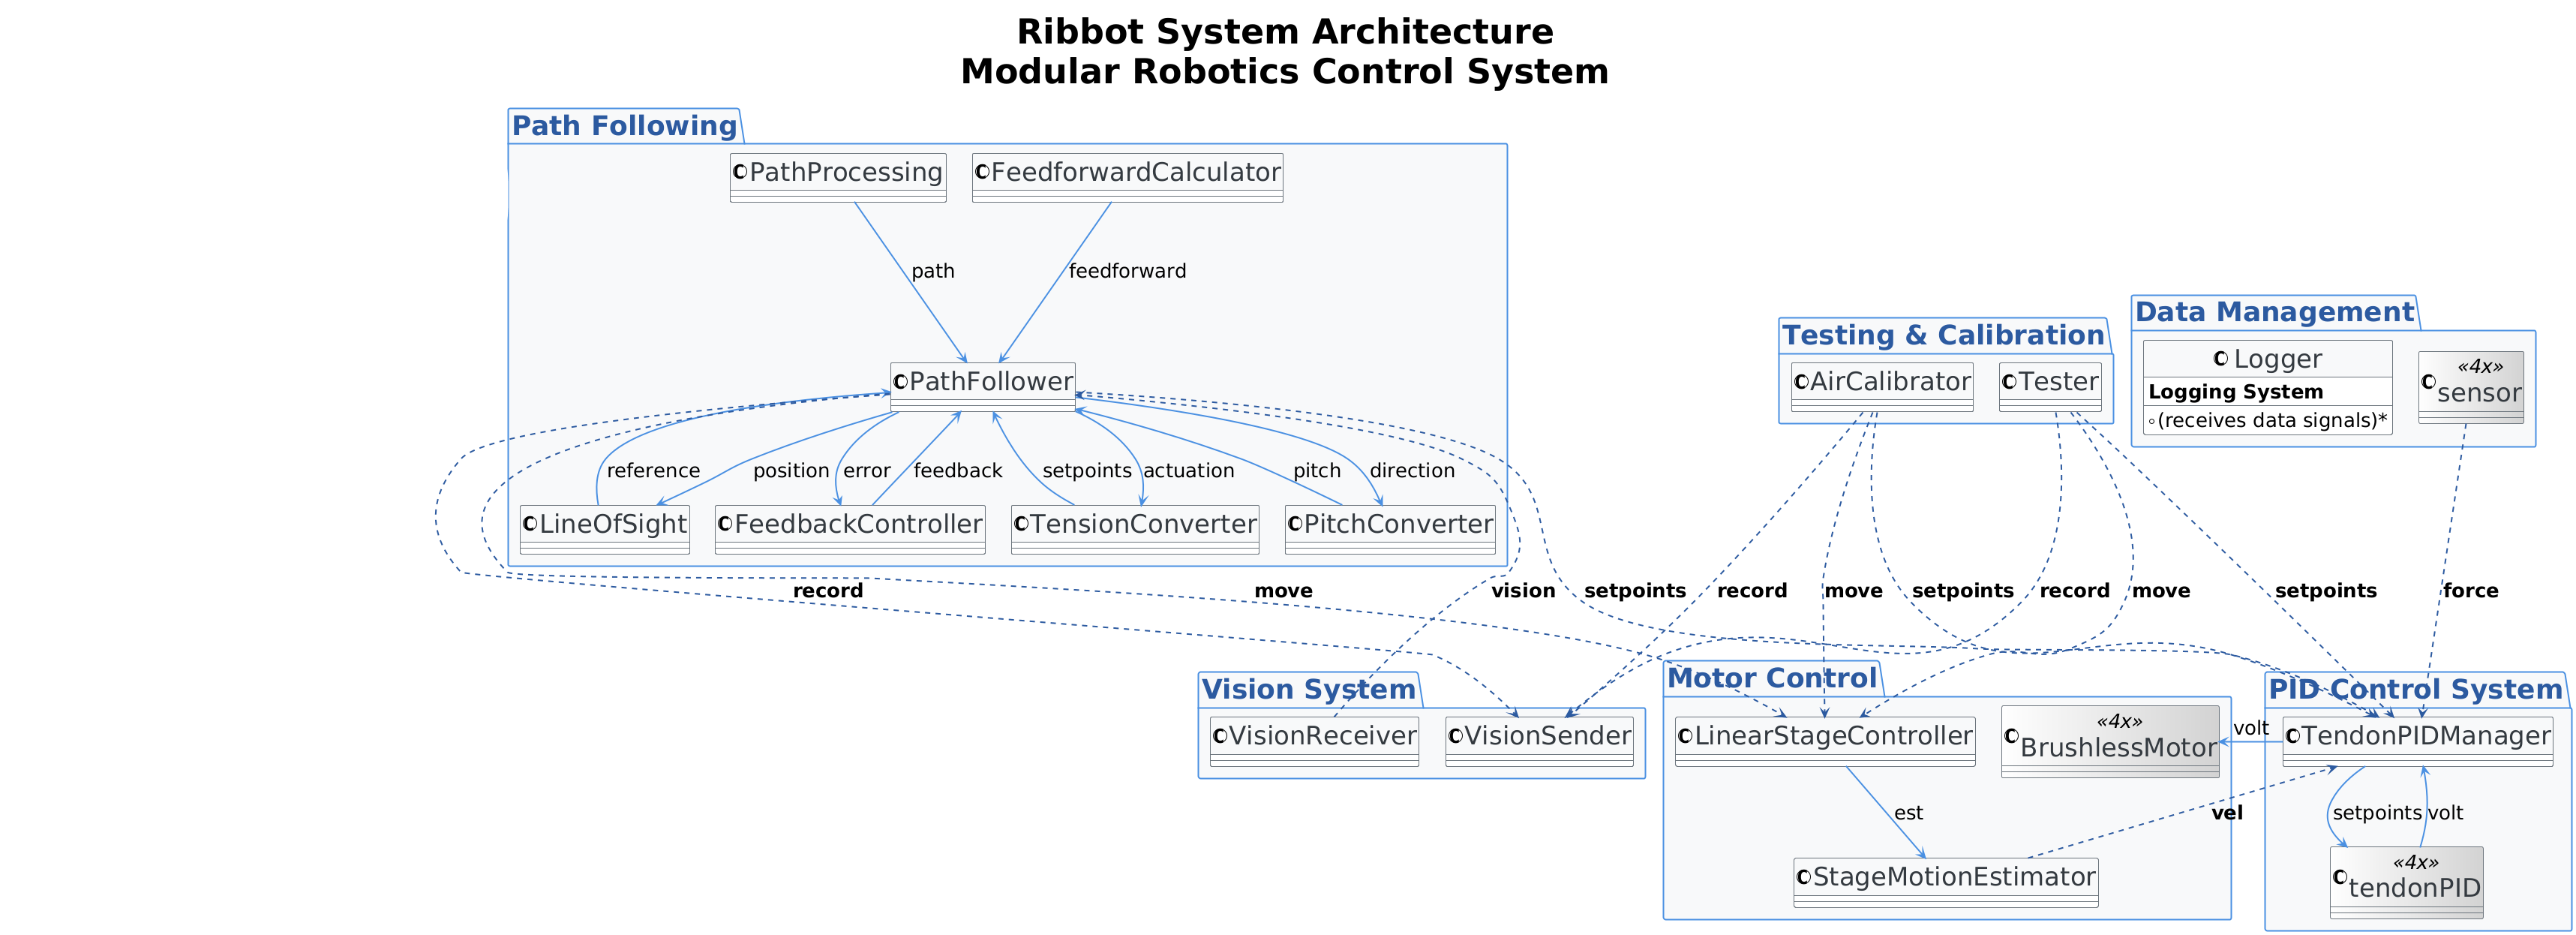 Ribbot System Architecture
Modular Robotics Control System
Path Following
C PathProcessing
C FeedforwardCalculator
path
feedforward
C PathFollower
reference
position
error
feedback
setpoints
actuation
pitch
direction
C LineOfSight
C FeedbackController
C TensionConverter
C PitchConverter
Testing & Calibration
C AirCalibrator
C Tester
Data Management
C Logger
Logging System
(receives data signals)*
«4x»
C sensor
record
move
vision
setpoints
record
move
setpoints
record
move
setpoints
force
Vision System
C VisionReceiver
C VisionSender
Motor Control
C LinearStageController
«4x»
C BrushlessMotor
volt
est
vel
C StageMotionEstimator
PID Control System
C TendonPIDManager
setpoints
volt
«4x»
C tendonPID